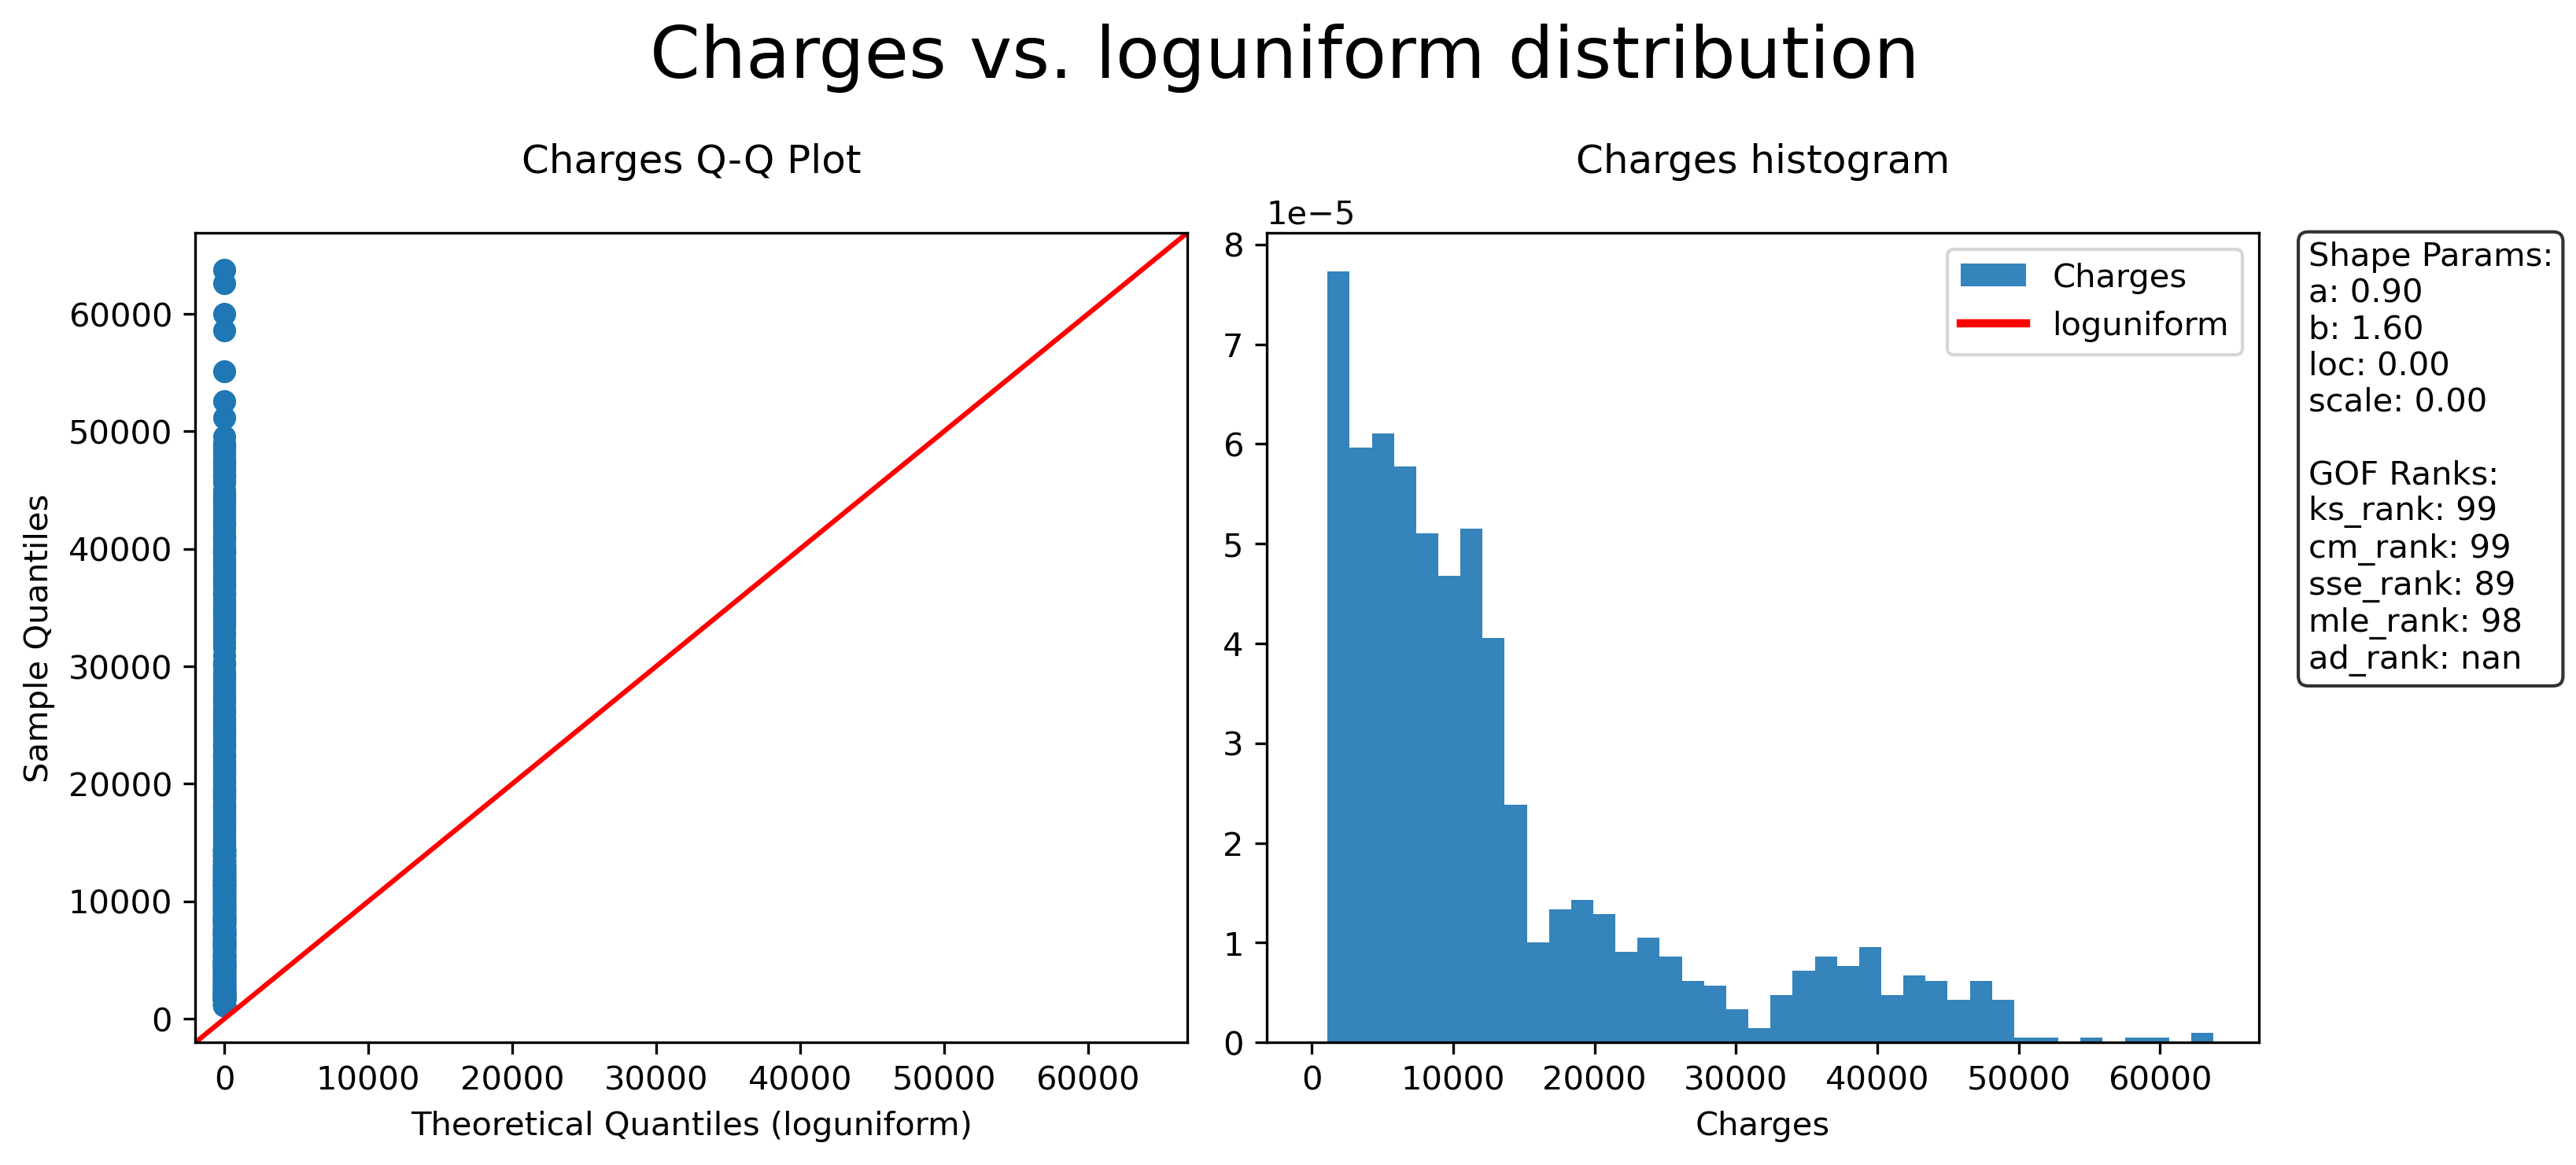 Charges vs. loguniform distribution
Charges Q-Q Plot
Sample Quantiles
60000
50000
40000
30000
20000
10000
0
0 10000 20000 30000 40000 50000 60000
Theoretical Quantiles (loguniform)
Charges histogram
1e−5
8
7
6
5
4
3
2
1
0
0 10000 20000 30000 40000 50000 60000
Charges
Charges
loguniform
Shape Params:
a: 0.90
b: 1.60
loc: 0.00
scale: 0.00
GOF Ranks:
ks_rank: 99
cm_rank: 99
sse_rank: 89
mle_rank: 98
ad_rank: nan